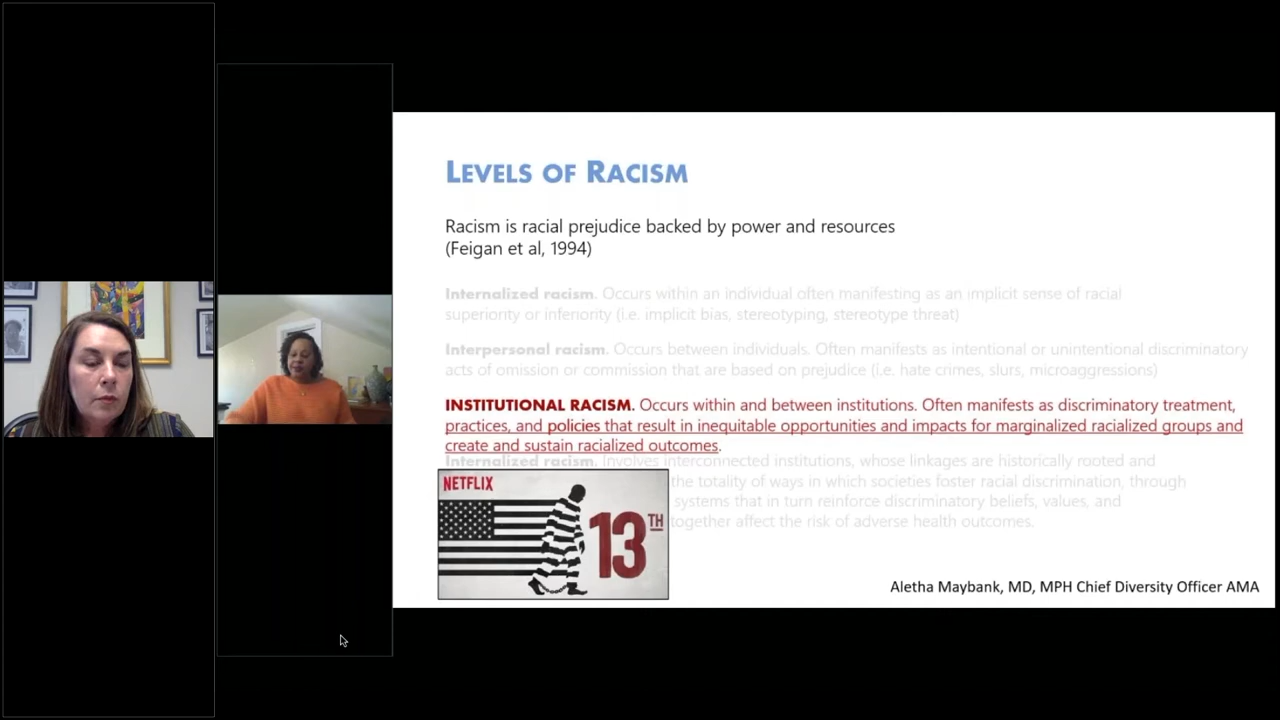 LEVELS OF RACISM
Racism is racial prejudice backed by power and resources
(Feigan et al, 1994)
Internalized racism. Occurs within an individual often manifesting as an implicit sense of racial
superiority or inferiority (i.e. implicit bias, stereotyping, stereotype threat)
Interpersonal racism. Occurs between individuals. Often manifests as intentional or unintentional discriminatory
acts of omission or commission that are based on prejudice (i.e. hate crimes, slurs, microaggressions)
INSTITUTIONAL RACISM. Occurs within and between institutions. Often manifests as discriminatory treatment,
practices, and policies that result in inequitable opportunities and impacts for marginalized racialized groups and
create and sustain racialized outcomes.
Internalized racism. Involves interconnected institutions, whose linkages are historically rooted and
the totality of ways in which societies foster racial discrimination, through
systems that in turn reinforce discriminatory beliefs, values, and
together affect the risk of adverse health outcomes.
NETFLIX
13TH
Aletha Maybank, MD, MPH Chief Diversity Officer AMA